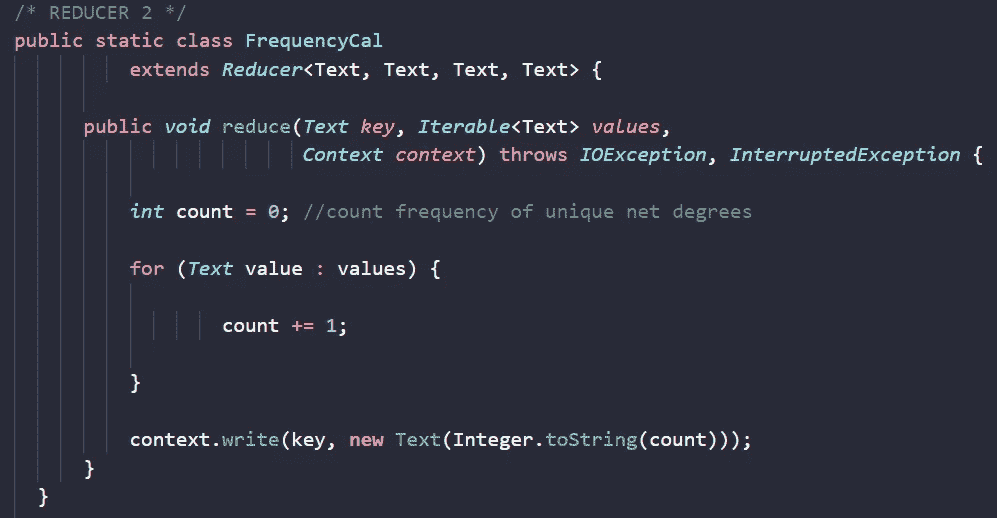 /* REDUCER 2 */
public static class FrequencyCal
extends Reducer<Text, Text, Text, Text> {
public void reduce(Text key, Iterable<Text> values,
Context context) throws IOException, InterruptedException {
int count = 0; //count frequency of unique net degrees
for (Text value : values) {
count += 1;
}
context.write(key, new Text(Integer.toString(count)));
}
}